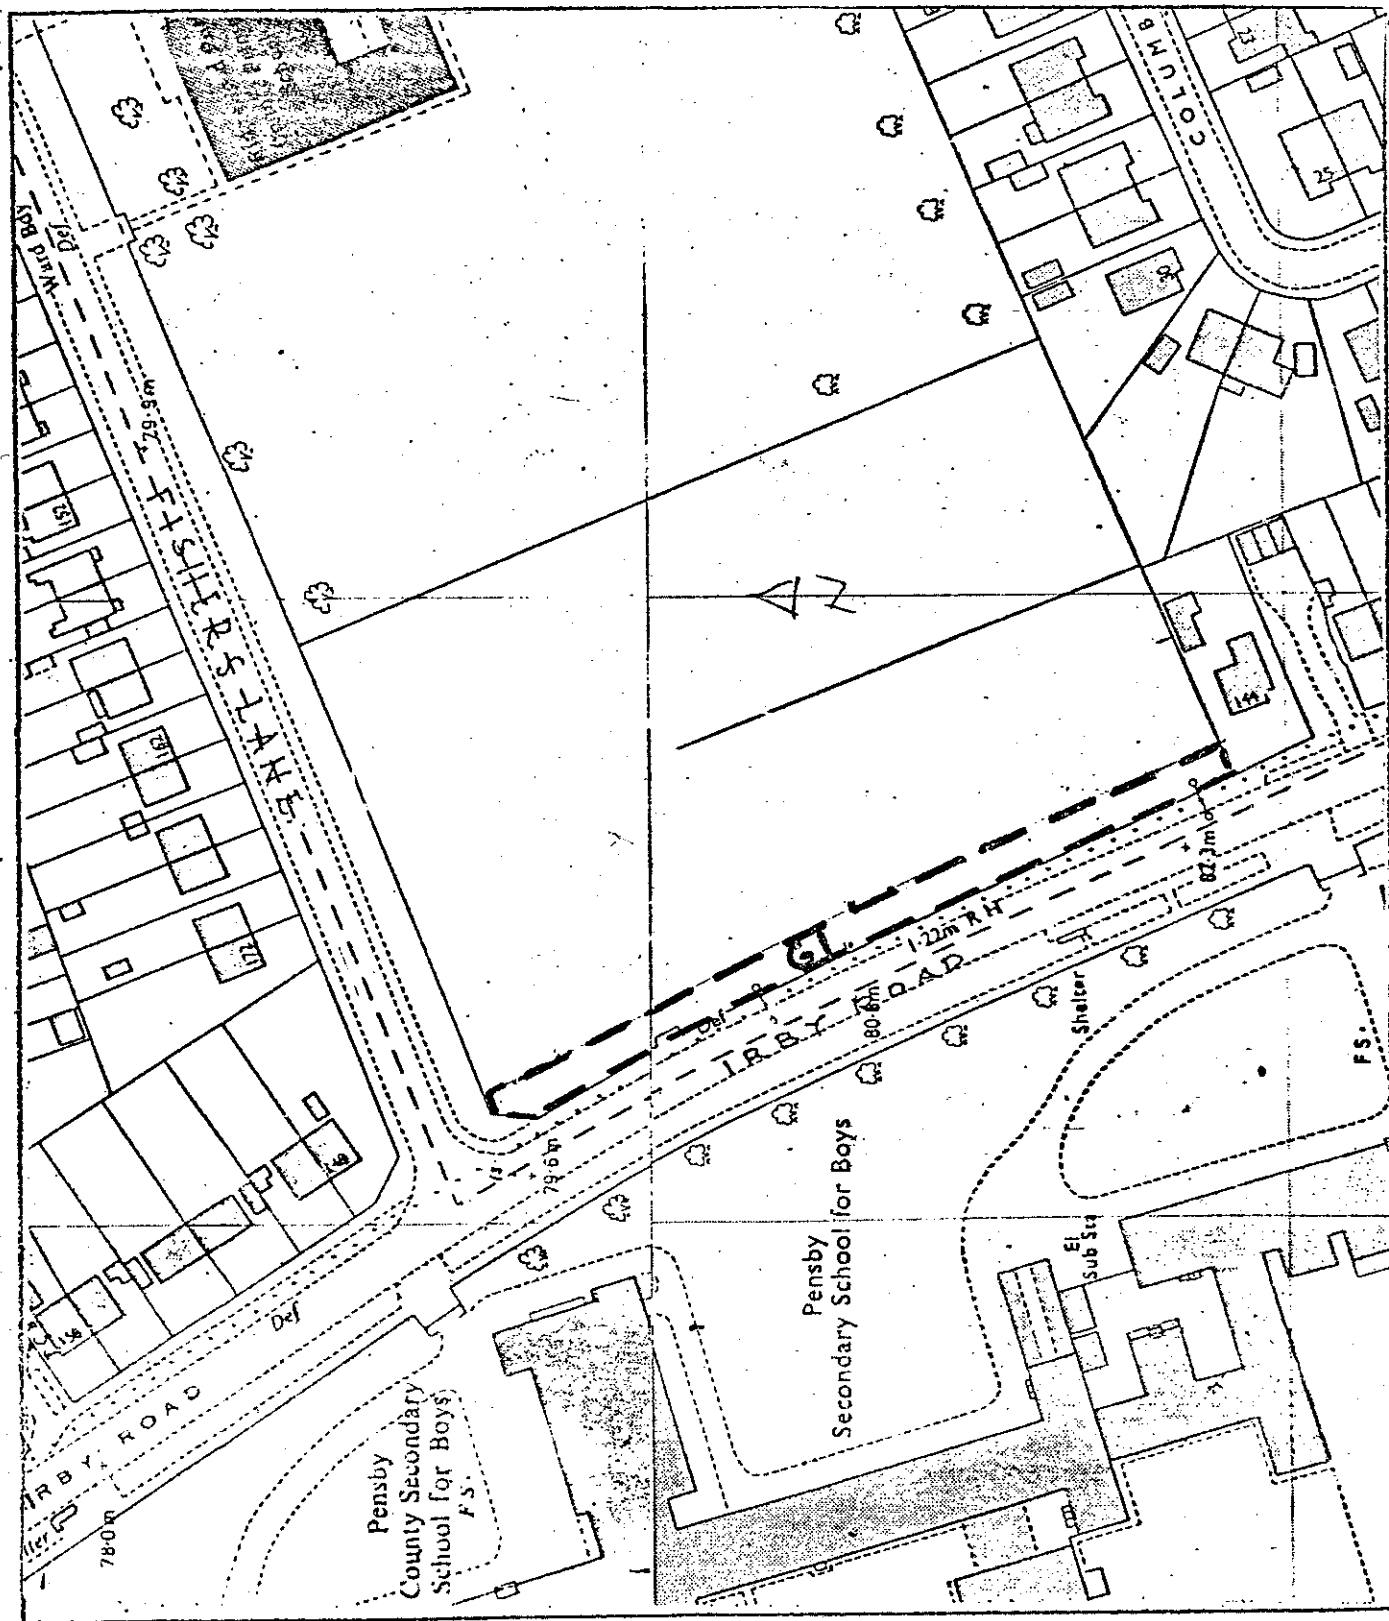 Ward Bdy
Def
79·9m
FISHERS LANE
COLUMB
23
25
30
152
162
172
144
Def
1·22m RH
IRBY ROAD
80·8m
82·3m
79·6m
Def
Shelter
Pensby
Secondary School for Boys
El
Sub Sta
FS.
156
IRBY ROAD
78·0m
Pensby
County Secondary
School for Boys
FS.
N